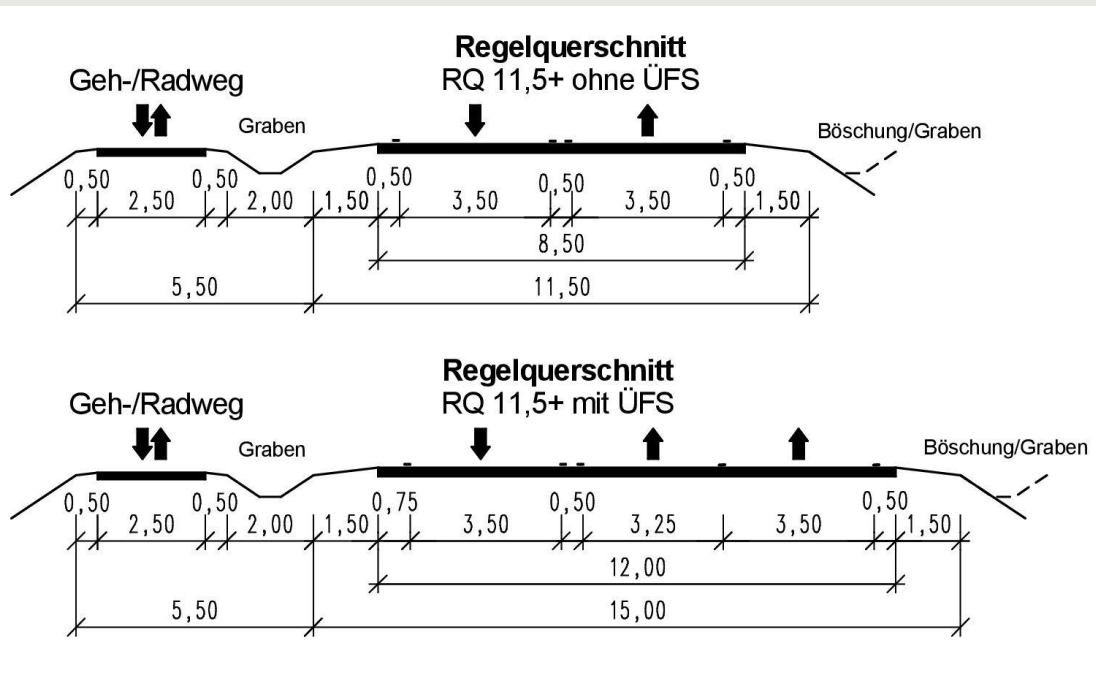 Regelquerschnitt
Geh-/Radweg
RQ 11,5+ ohne ÜFS
Graben
Böschung/Graben
0,50 0,50 0,50 0,50 0,50
2,50 2,00 1,50 3,50 3,50 1,50
8,50
5,50 11,50
Regelquerschnitt
Geh-/Radweg
RQ 11,5+ mit ÜFS
Graben
Böschung/Graben
0,50 0,50 0,75 0,50 0,50
2,50 2,00 1,50 3,50 3,25 3,50 1,50
12,00
5,50 15,00